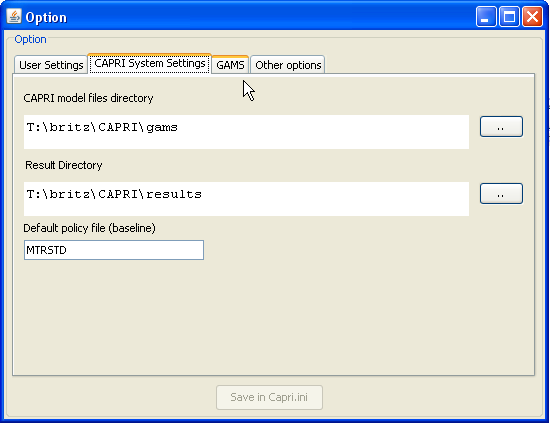 Option
Option
User Settings CAPRI System Settings GAMS Other options
CAPRI model files directory
T:\britz\CAPRI\gams ..
Result Directory
T:\britz\CAPRI\results ..
Default policy file (baseline)
MTRSTD
Save in Capri.ini